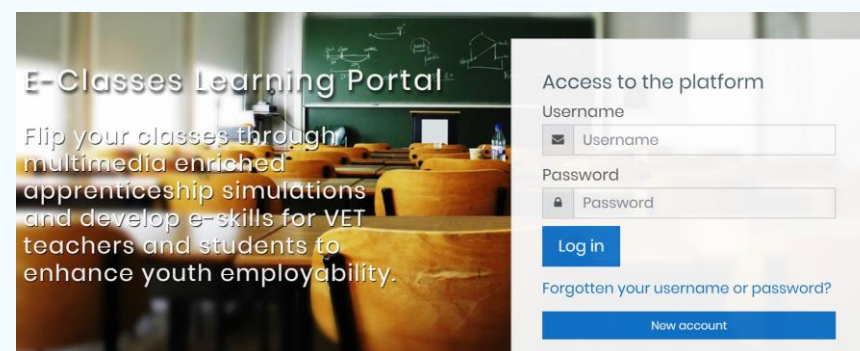 E-Classes Learning Portal
Flip your classes through
multimedia enriched
apprenticeship simulations
and develop e-skills for VET
teachers and students to
enhance youth employability.
Access to the platform
Username
Username
Password
Password
Log in
Forgotten your username or password?
New account